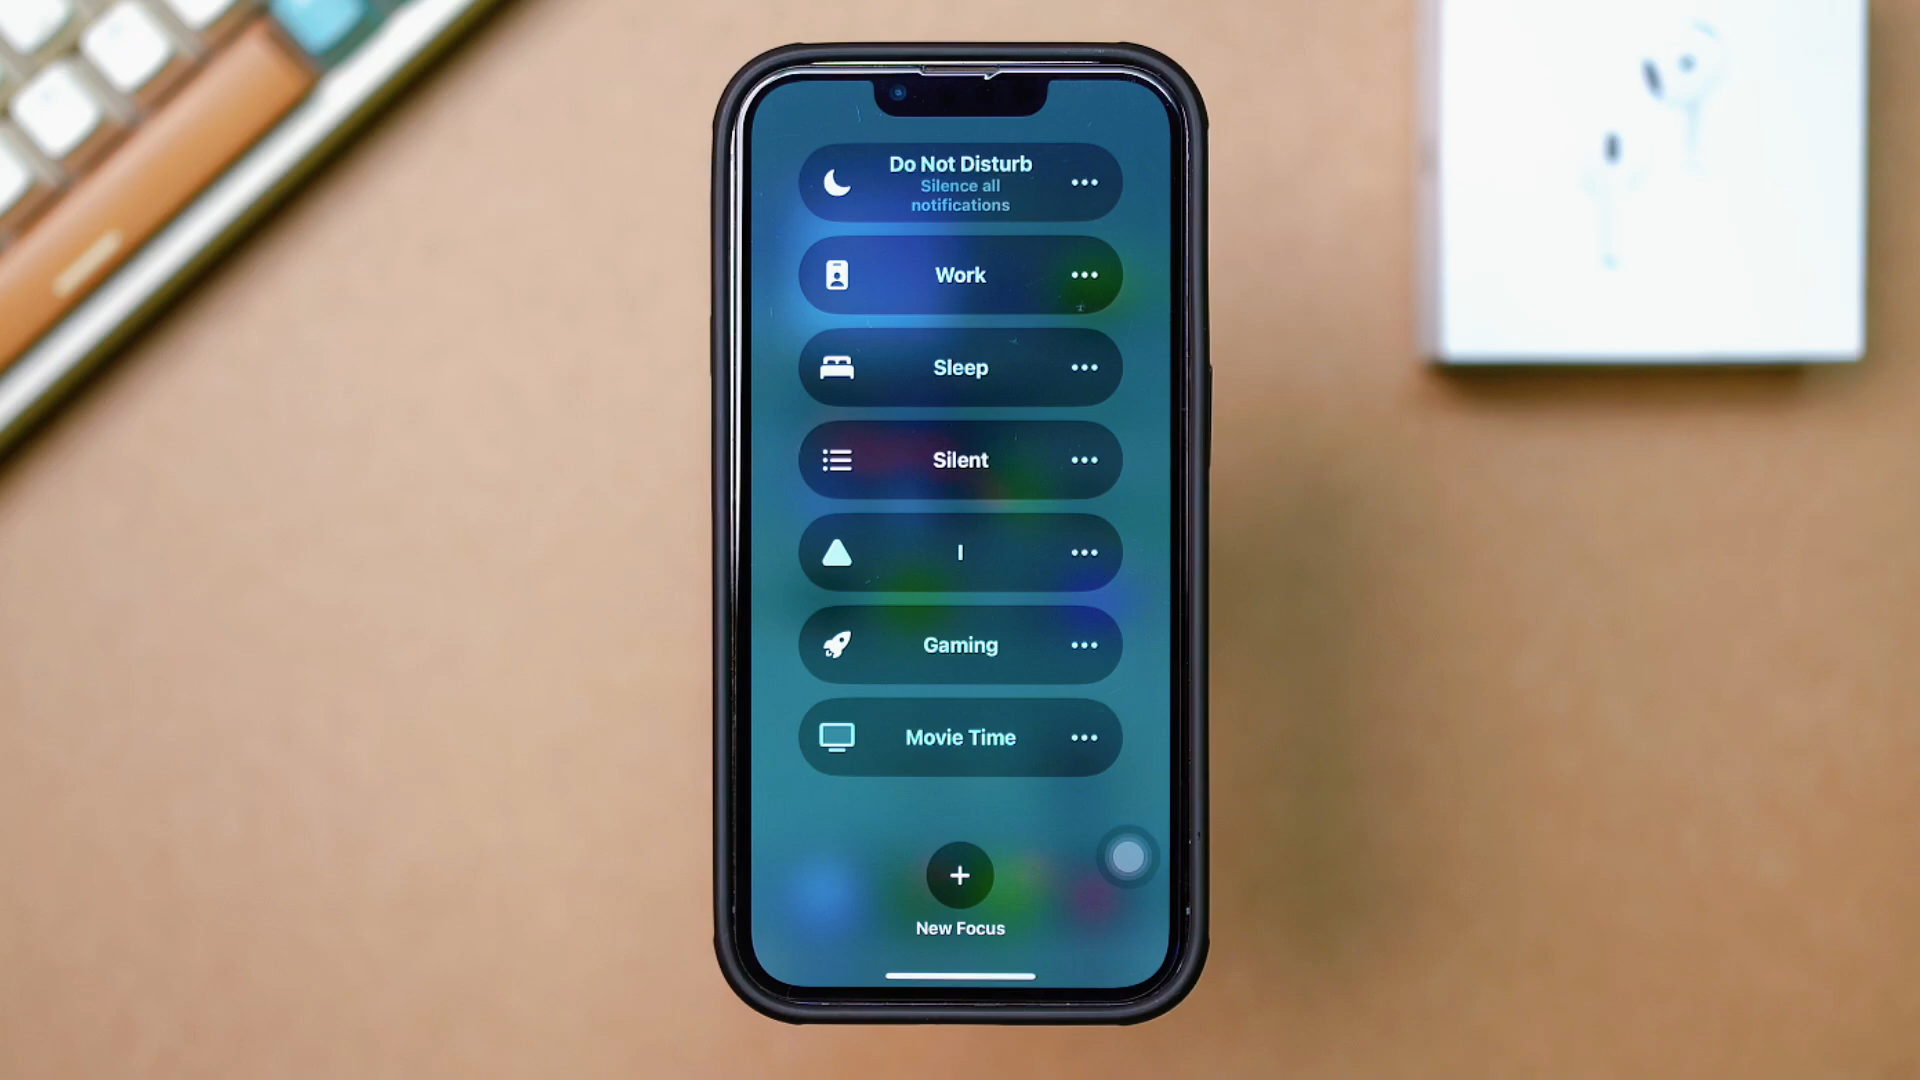 Do Not Disturb
Silence all
notifications
Work
Sleep
Silent
I
Gaming
Movie Time
New Focus